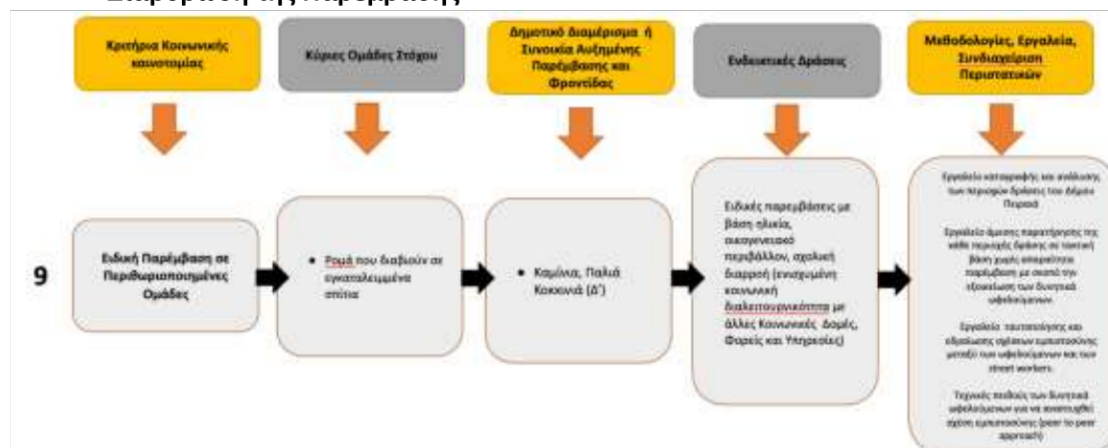 Διάρθρωση της Παρέμβασης
Κριτήρια Κοινωνικής
καινοτομίας
Κύριες Ομάδες Στόχου
Δημοτικό Διαμέρισμα ή
Συνοικία Αυξημένης
Παρέμβασης και
Φροντίδας
Ενδεικτικές Δράσεις
Μεθοδολογίες, Εργαλεία,
Συνδιαχείριση
Περιστατικών
9
Ειδική Παρέμβαση σε
Περιθωριοποιημένες
Ομάδες
• Ρομά που διαβιούν σε
εγκαταλειμμένα
σπίτια
• Καμίνια, Παλιά
Κοκκινιά (Δ')
Ειδικές παρεμβάσεις με
βάση ηλικία,
οικογενειακό
περιβάλλον, σχολική
διαρροή (ενισχυμένη
κοινωνική
διαλειτουργικότητα με
άλλες Κοινωνικές Δομές,
Φορείς και Υπηρεσίες)
Εργαλείο καταγραφής και ανάλυσης
των περιοχών δράσης του Δήμου
Πειραιά
Εργαλείο άμεσης παρατήρησης της
κάθε περιοχής δράσης σε τακτική
βάση χωρίς απαραίτητα
παρέμβαση με σκοπό την
εξοικείωση των δυνητικά
ωφελούμενων.
Εργαλείο ταυτοποίησης και
εδραίωσης σχέσεων εμπιστοσύνης
μεταξύ των ωφελούμενων και των
street workers.
Τεχνικές πειθούς των δυνητικά
ωφελούμενων για να αναπτυχθεί
σχέση εμπιστοσύνης (peer to peer
approach)